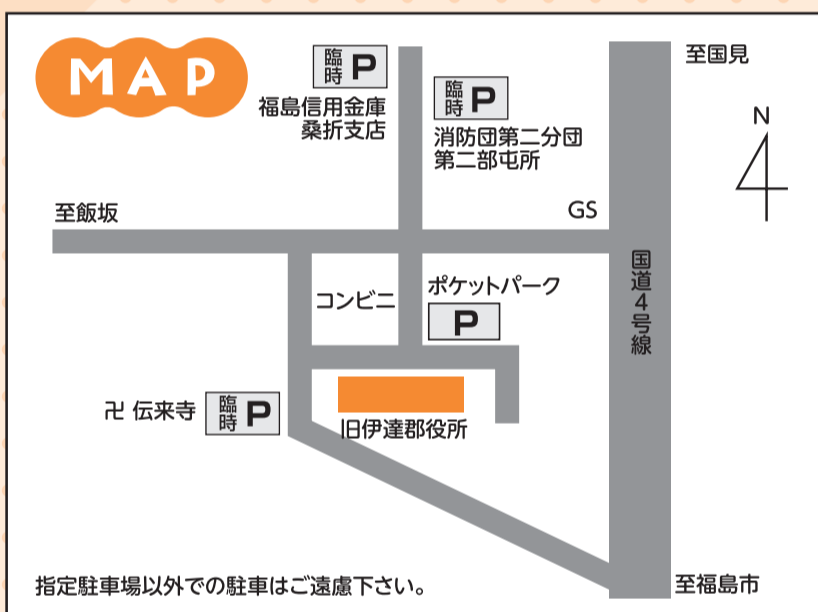 MAP
臨時 P
福島信用金庫
桑折支店
臨時 P
消防団第二分団
第二部屯所
至国見
N
至飯坂
GS
国道4号線
コンビニ
ポケットパーク
P
卍 伝来寺
臨時 P
旧伊達郡役所
指定駐車場以外での駐車はご遠慮下さい。
至福島市